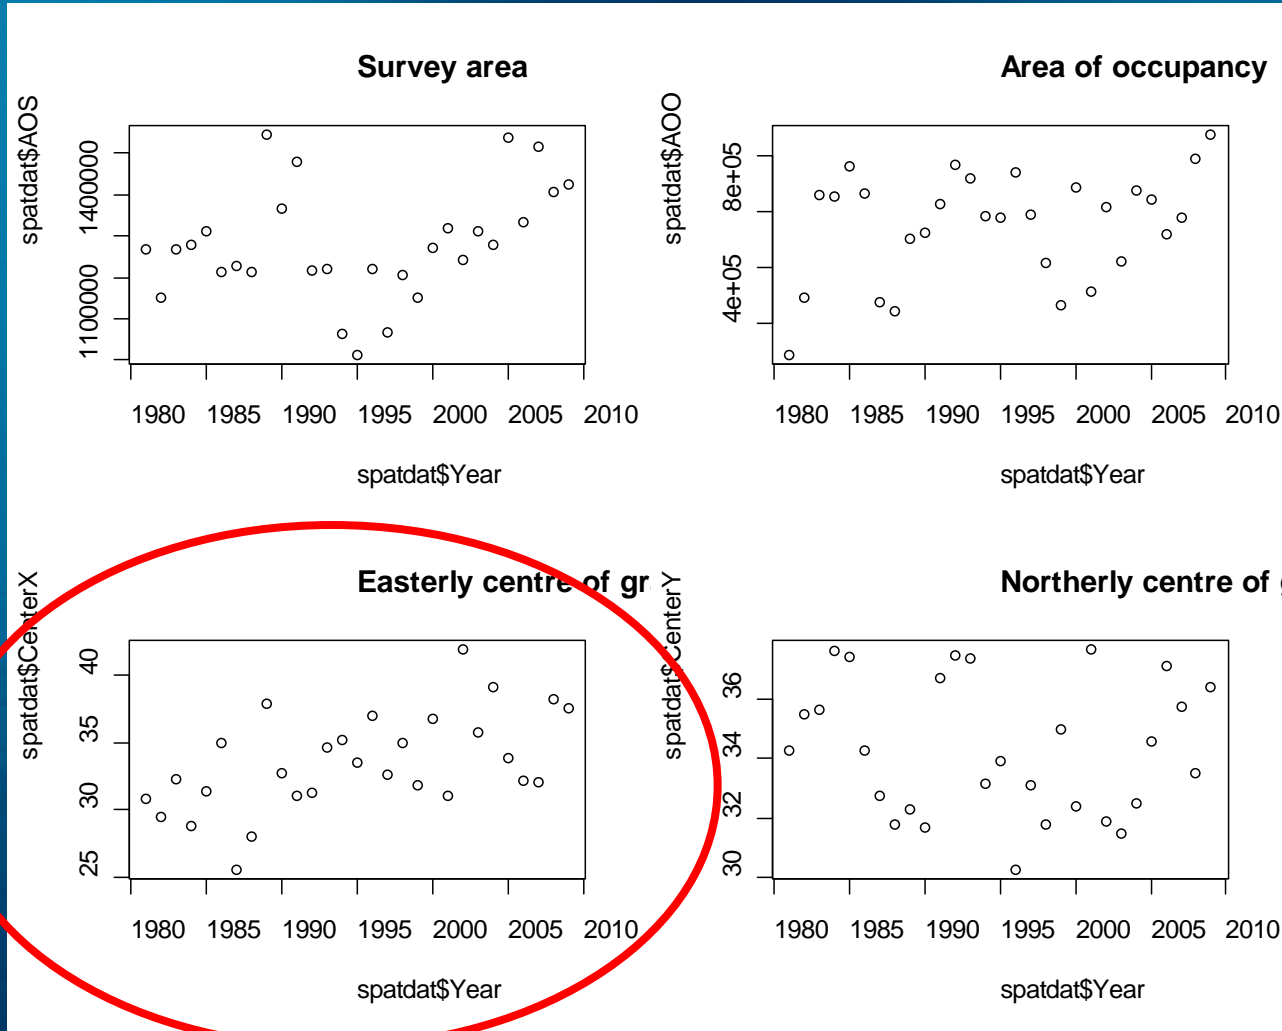 Survey area
spatdat$AOS
1100000 1400000
1980 1985 1990 1995 2000 2005 2010
spatdat$Year
Area of occupancy
spatdat$AOO
4e+05 8e+05
1980 1985 1990 1995 2000 2005 2010
spatdat$Year
Easterly centre of gr
spatdat$CenterX
25 30 35 40
1980 1985 1990 1995 2000 2005 2010
spatdat$Year
Northerly centre of
spatdat$CenterY
30 32 34 36
1980 1985 1990 1995 2000 2005 2010
spatdat$Year